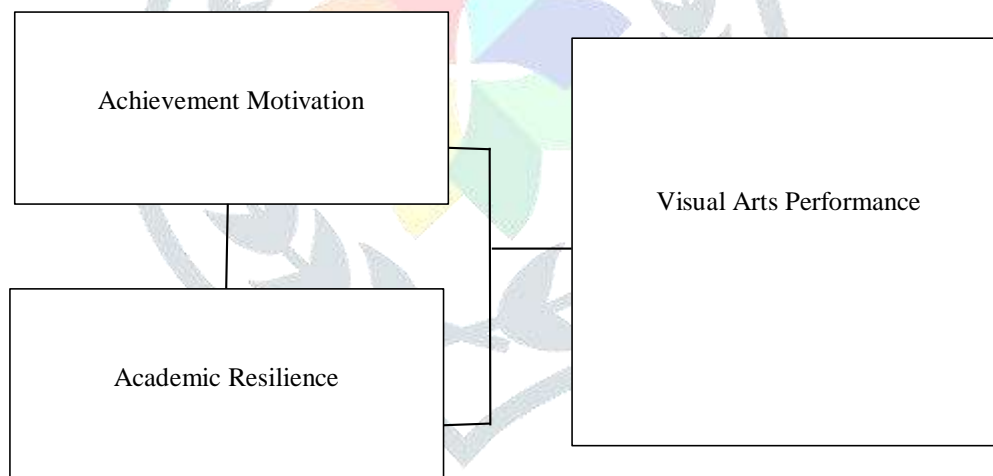 Achievement Motivation
Visual Arts Performance
Academic Resilience